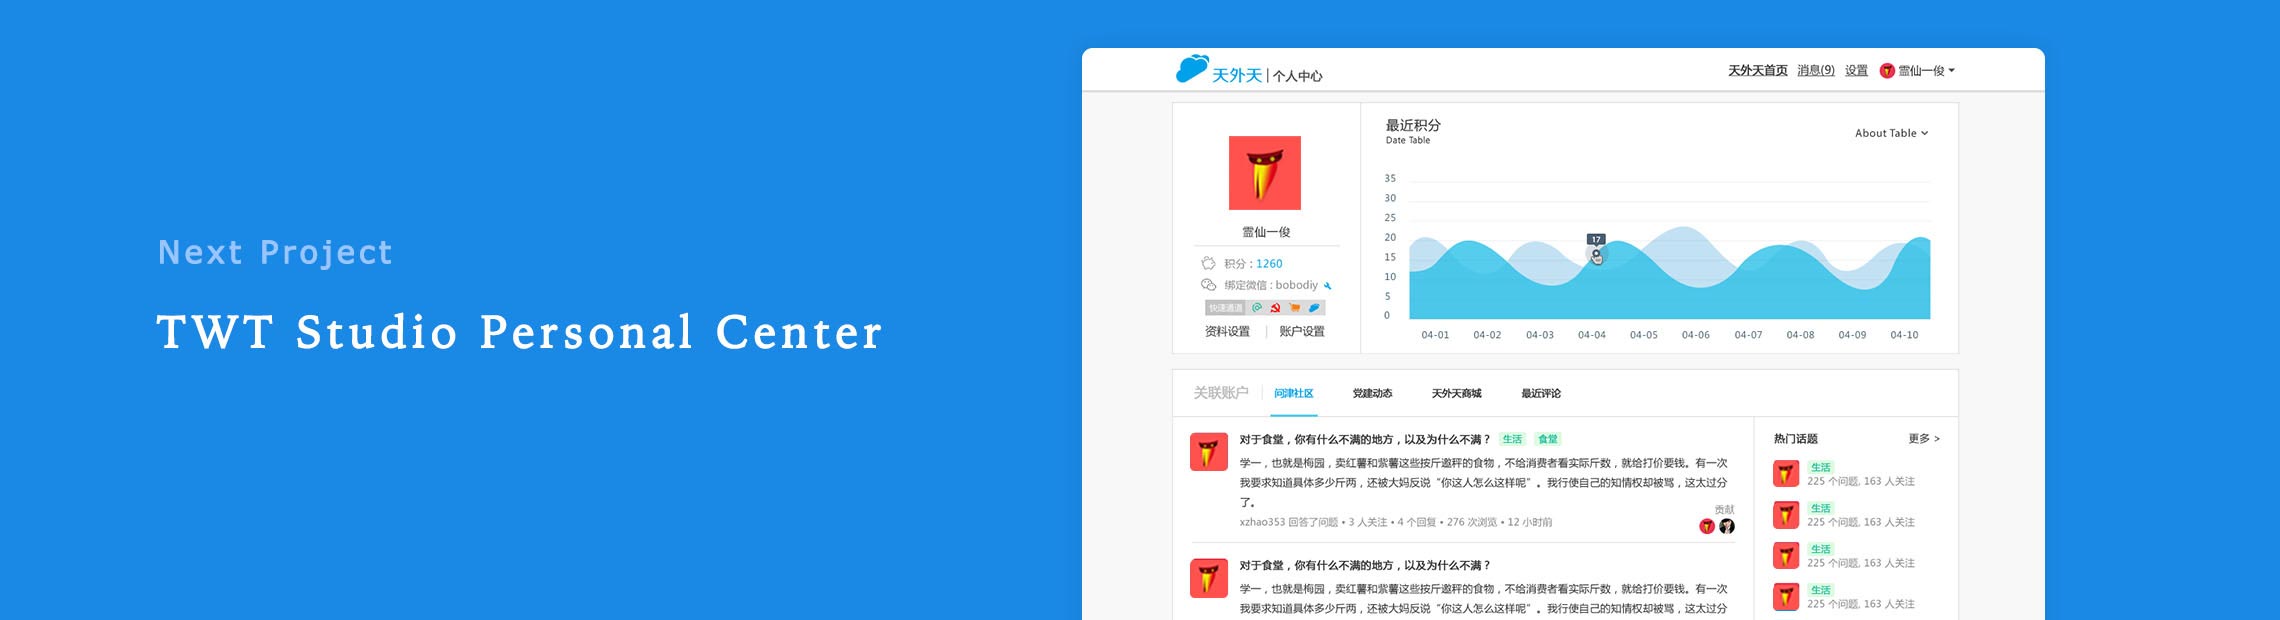 Next Project
TWT Studio Personal Center
天外天 | 个人中心
天外天首页 消息(9) 设置 霊仙一俊
霊仙一俊
积分 : 1260
绑定微信 : bobodiy
快速通道
资料设置 | 账户设置
最近积分
Date Table
About Table
35
30
25
20
15
10
5
0
17
04-01 04-02 04-03 04-04 04-05 04-06 04-07 04-08 04-09 04-10
关联账户 问津社区 党建动态 天外天商城 最近评论
对于食堂，你有什么不满的地方，以及为什么不满？ 生活 食堂
学一，也就是梅园，卖红薯和紫薯这些按斤邀秤的食物，不给消费者看实际斤数，就给打价要钱。有一次
我要求知道具体多少斤两，还被大妈反说“你这人怎么这样呢”。我行使自己的知情权却被骂，这太过分
了。
xzhao353 回答了问题 • 3 人关注 • 4 个回复 • 276 次浏览 • 12 小时前
贡献
对于食堂，你有什么不满的地方，以及为什么不满？
学一，也就是梅园，卖红薯和紫薯这些按斤邀秤的食物，不给消费者看实际斤数，就给打价要钱。有一次
我要求知道具体多少斤两，还被大妈反说“你这人怎么这样呢”。我行使自己的知情权却被骂，这太过分
热门话题 更多 >
生活
225 个问题, 163 人关注
生活
225 个问题, 163 人关注
生活
225 个问题, 163 人关注
生活
225 个问题, 163 人关注